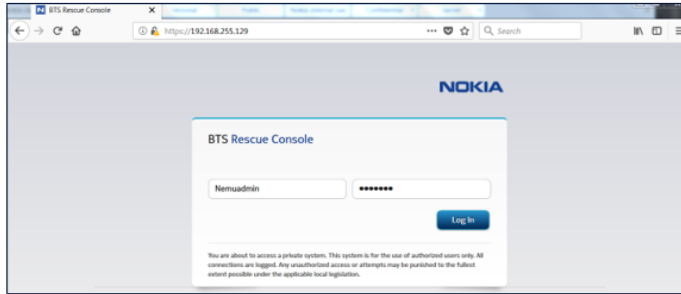 BTS Rescue Console
https://192.168.255.129
Search
NOKIA
BTS Rescue Console
Nemuadmin
•••••••
Log In
You are about to access a private system. This system is for the use of authorized users only. All
connections are logged. Any unauthorized access or attempts may be punished to the fullest
extent possible under the applicable local legislation.